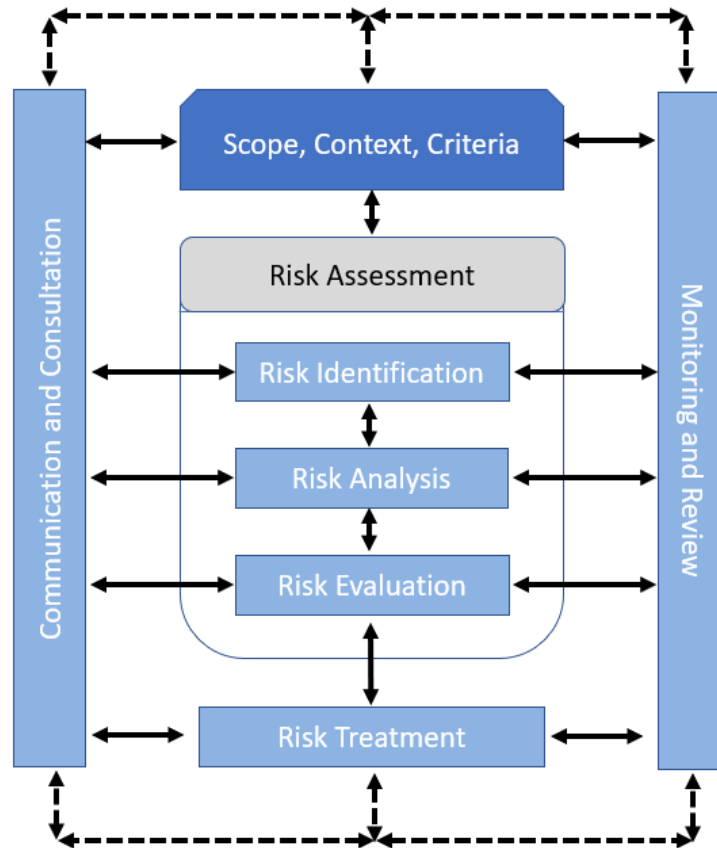 Scope, Context, Criteria
Risk Assessment
Communication and Consultation
Risk Identification
Monitoring and Review
Risk Analysis
Risk Evaluation
Risk Treatment